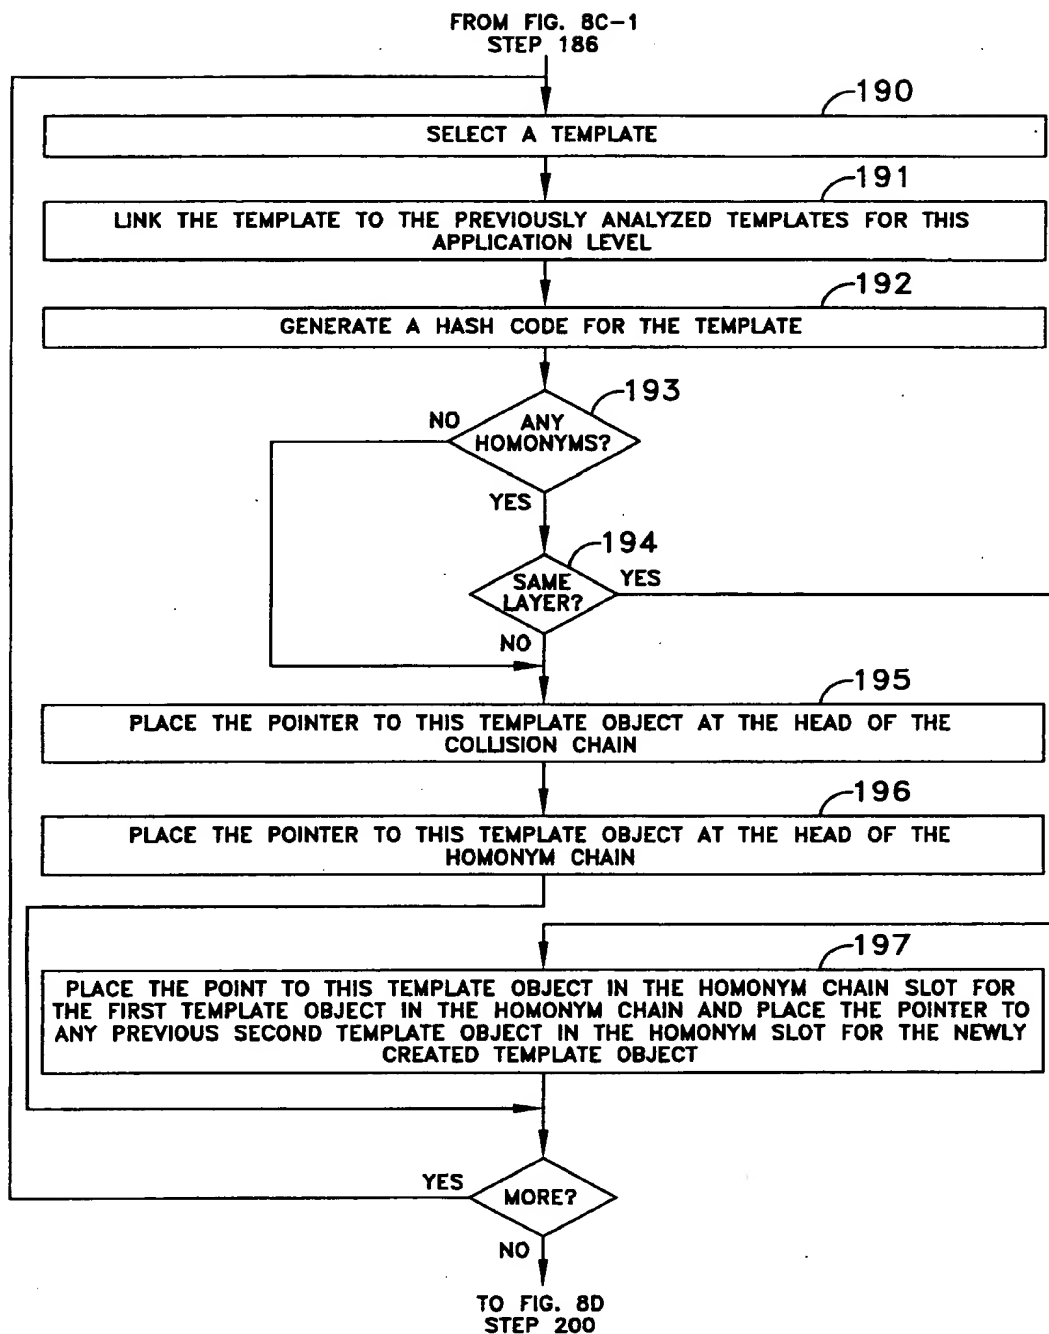 FROM FIG. 8C-1
STEP 186
190
SELECT A TEMPLATE
191
LINK THE TEMPLATE TO THE PREVIOUSLY ANALYZED TEMPLATES FOR THIS
APPLICATION LEVEL
192
GENERATE A HASH CODE FOR THE TEMPLATE
193
NO
ANY
HOMONYMS?
YES
194
SAME
LAYER?
YES
NO
195
PLACE THE POINTER TO THIS TEMPLATE OBJECT AT THE HEAD OF THE
COLLISION CHAIN
196
PLACE THE POINTER TO THIS TEMPLATE OBJECT AT THE HEAD OF THE
HOMONYM CHAIN
197
PLACE THE POINT TO THIS TEMPLATE OBJECT IN THE HOMONYM CHAIN SLOT FOR
THE FIRST TEMPLATE OBJECT IN THE HOMONYM CHAIN AND PLACE THE POINTER TO
ANY PREVIOUS SECOND TEMPLATE OBJECT IN THE HOMONYM SLOT FOR THE NEWLY
CREATED TEMPLATE OBJECT
YES
MORE?
NO
TO FIG. 8D
STEP 200